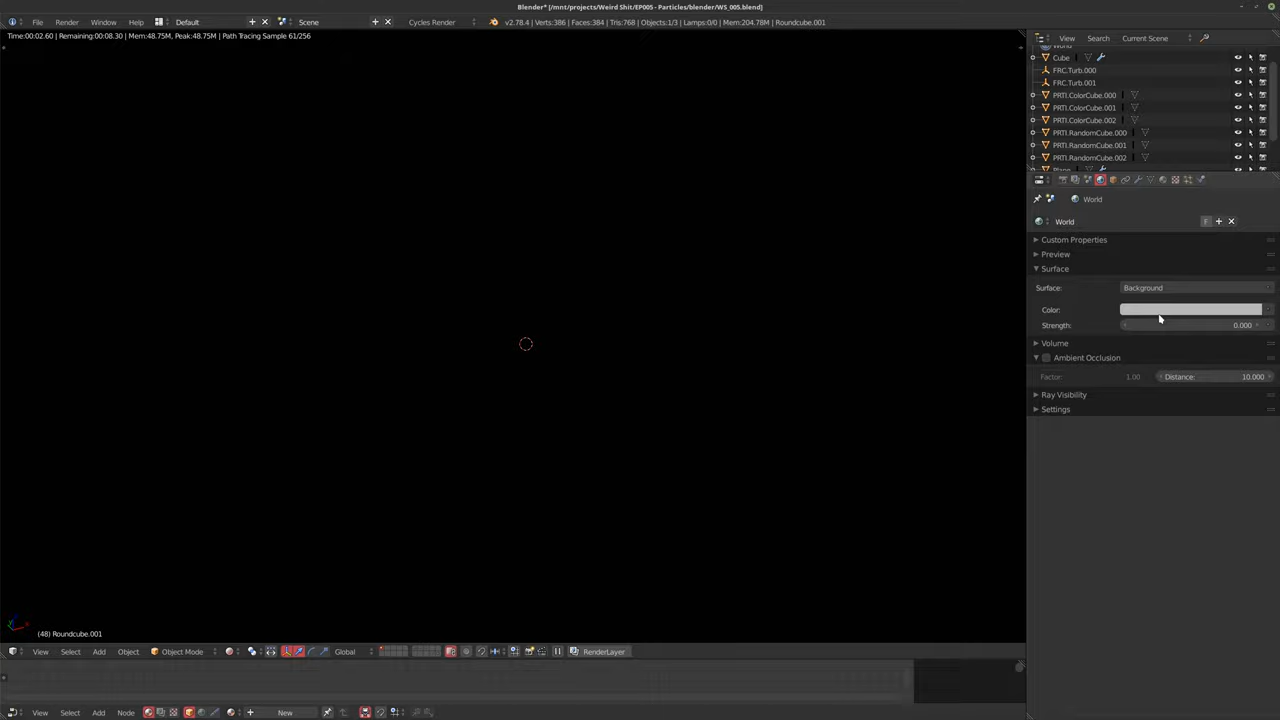 Blender* [/mnt/projects/Weird Shit/EP005 - Particles/blender/WS_005.blend]
File Render Window Help Default Scene Cycles Render v2.78.4 | Verts:386 | Faces:384 | Tris:768 | Objects:1/3 | Lamps:0/0 | Mem:204.78M | Roundcube.001
Time:00:02.60 | Remaining:00:08.30 | Mem:48.75M, Peak:48.75M | Path Tracing Sample 61/256
View Search Current Scene
World
Cube
FRC.Turb.000
FRC.Turb.001
PRTI.ColorCube.000
PRTI.ColorCube.001
PRTI.ColorCube.002
PRTI.RandomCube.000
PRTI.RandomCube.001
PRTI.RandomCube.002
Plane
World
World F
Custom Properties
Preview
Surface
Surface: Background
Color:
Strength: 0.000
Volume
Ambient Occlusion
Factor: 1.00 Distance: 10.000
Ray Visibility
Settings
(48) Roundcube.001
View Select Add Object Object Mode Global RenderLayer
View Select Add Node New